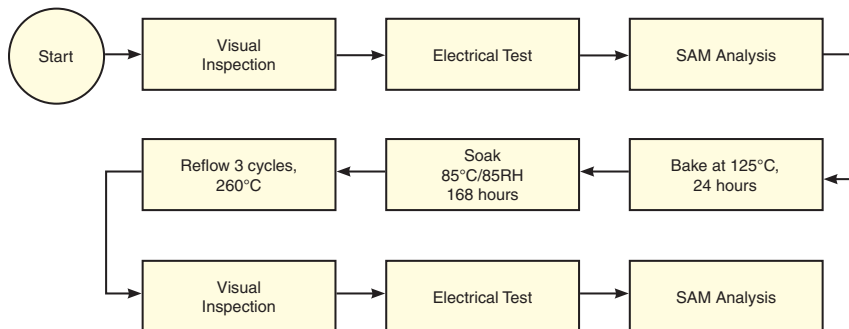 Start
Visual
Inspection
Electrical Test
SAM Analysis
Bake at 125°C,
24 hours
Soak
85°C/85RH
168 hours
Reflow 3 cycles,
260°C
Visual
Inspection
Electrical Test
SAM Analysis